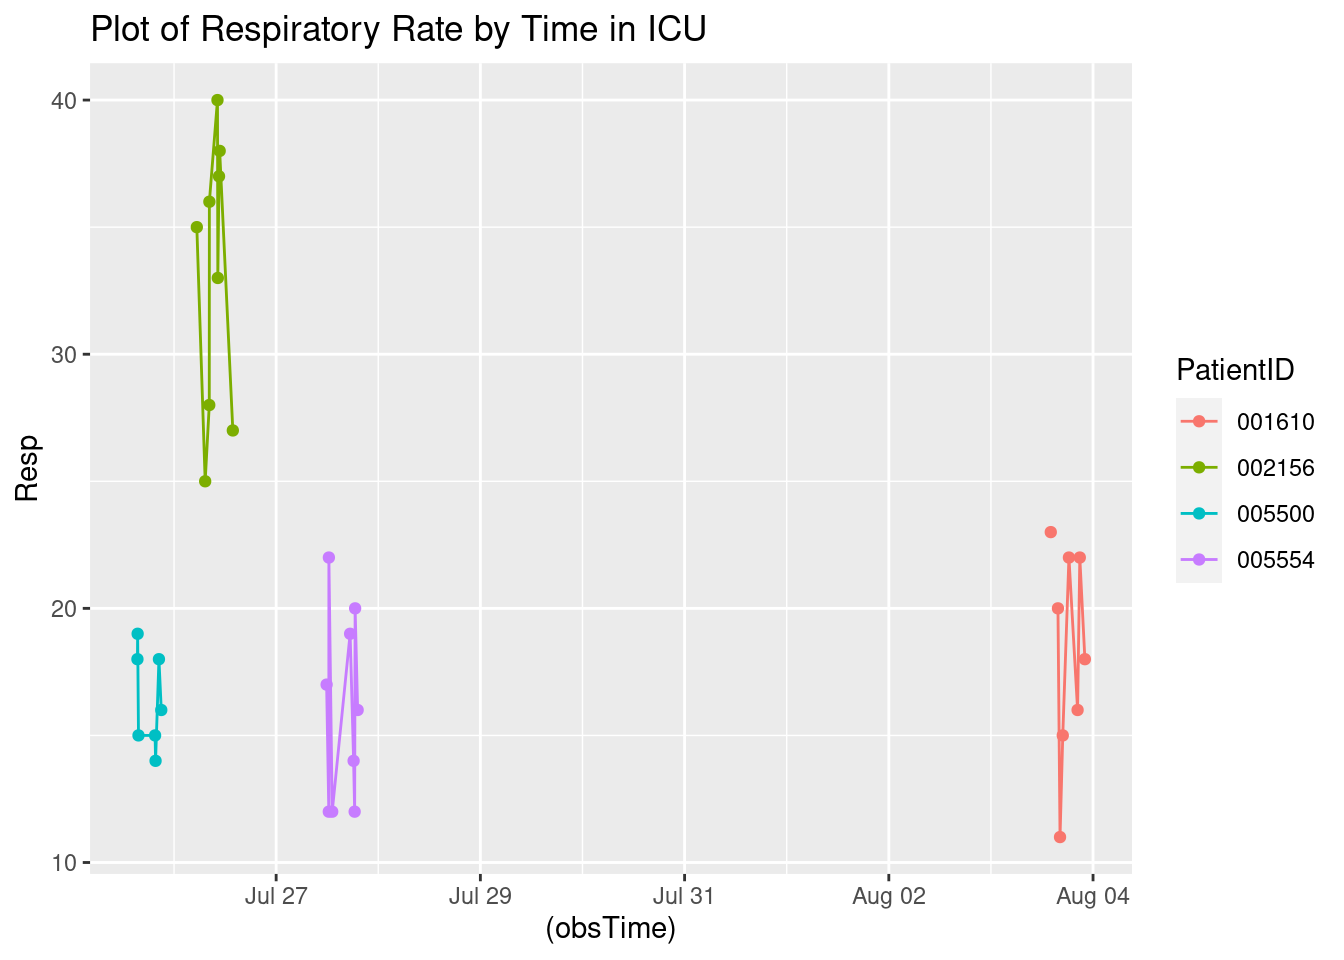 Plot of Respiratory Rate by Time in ICU
40
30
20
10
Resp
Jul 27
Jul 29
Jul 31
Aug 02
Aug 04
(obsTime)
PatientID
001610
002156
005500
005554